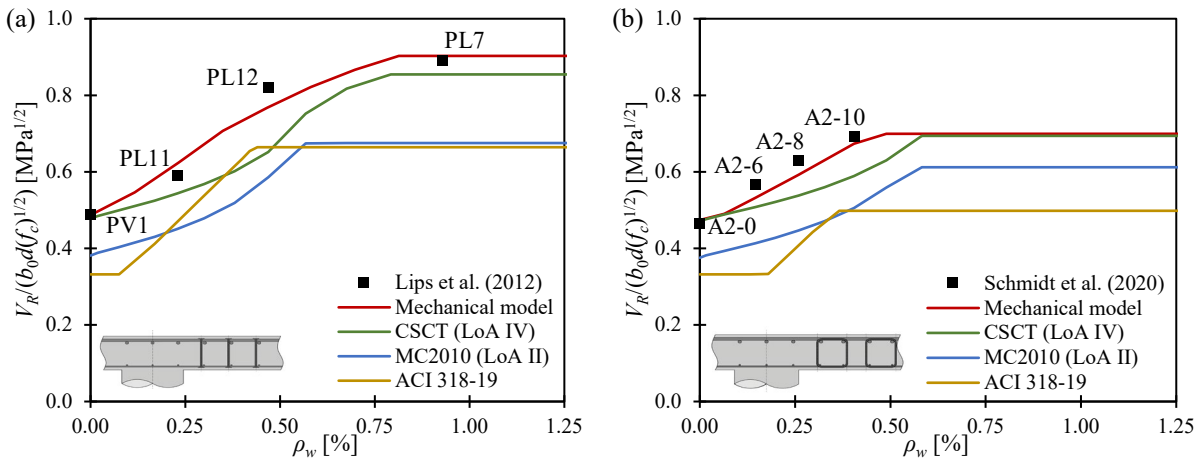 (a)
V_R/(b_0d(f_c)^{1/2}) [MPa^{1/2}]
1.0
0.8
0.6
0.4
0.2
0.0
PL7
PL12
PL11
PV1
Lips et al. (2012)
Mechanical model
CSCT (LoA IV)
MC2010 (LoA II)
ACI 318-19
0.00 0.25 0.50 0.75 1.00 1.25
ρ_w [%]
(b)
V_R/(b_0d(f_c)^{1/2}) [MPa^{1/2}]
1.0
0.8
0.6
0.4
0.2
0.0
A2-10
A2-8
A2-6
A2-0
Schmidt et al. (2020)
Mechanical model
CSCT (LoA IV)
MC2010 (LoA II)
ACI 318-19
0.00 0.25 0.50 0.75 1.00 1.25
ρ_w [%]